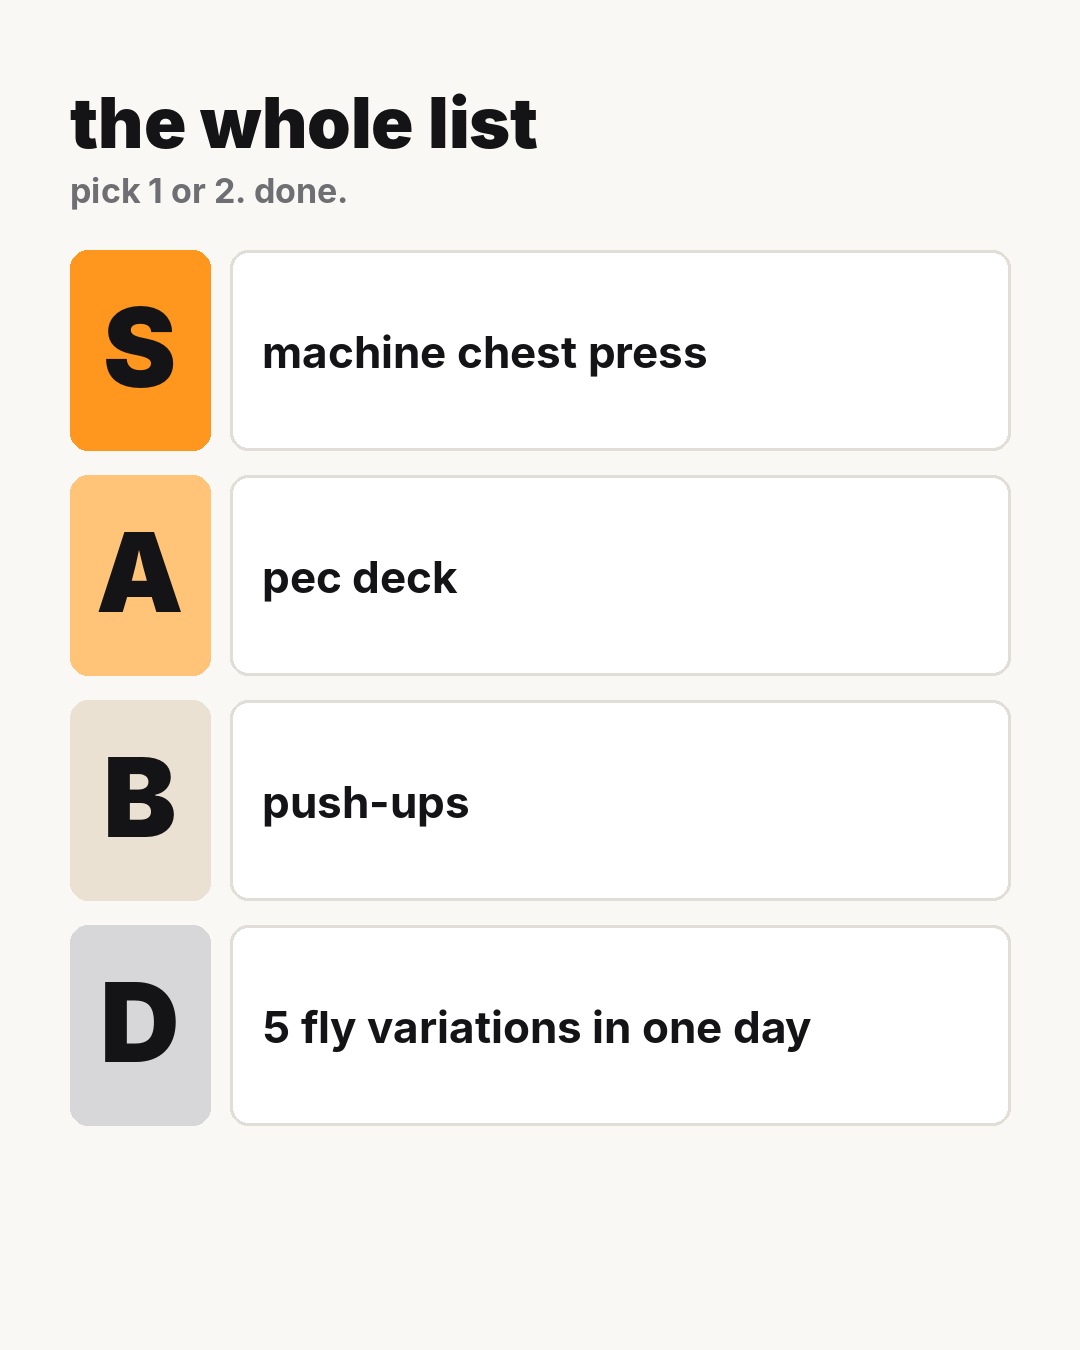 the whole list
pick 1 or 2. done.
S
machine chest press
A
pec deck
B
push-ups
D
5 fly variations in one day